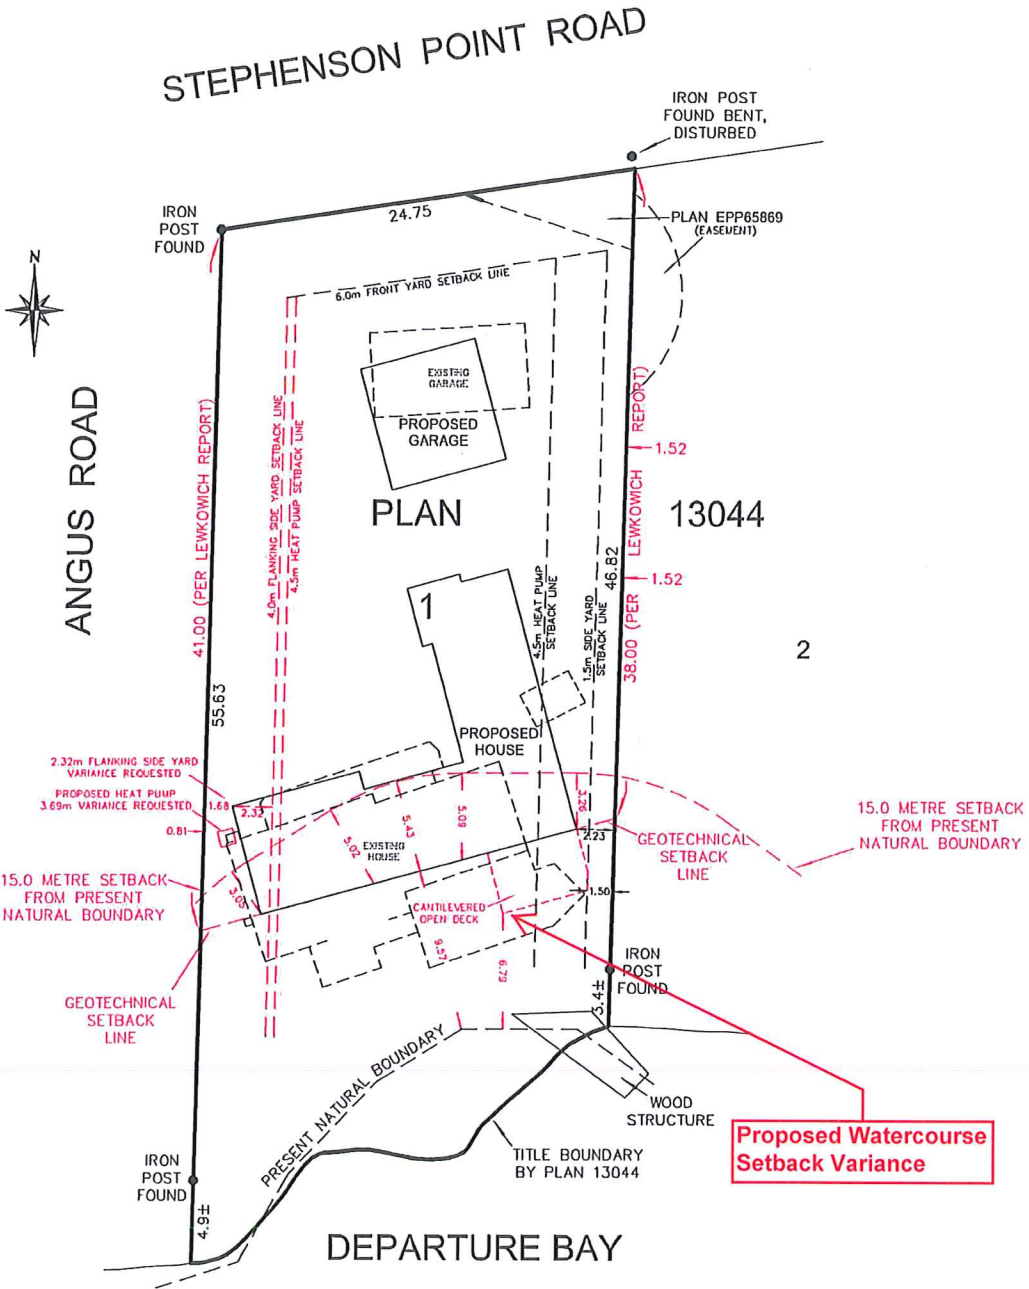 STEPHENSON POINT ROAD
IRON POST
FOUND BENT,
DISTURBED
IRON
POST
FOUND
24.75
PLAN EPP65869
(EASEMENT)
N
6.0m FRONT YARD SETBACK LINE
EXISTING
GARAGE
PROPOSED
GARAGE
ANGUS ROAD
41.00 (PER LEWKOWICH REPORT)
4.0m FLANKING SIDE YARD SETBACK LINE
4.5m HEAT PUMP SETBACK LINE
38.00 (PER LEWKOWICH REPORT)
1.52
PLAN
13044
46.82
1.52
4.5m HEAT PUMP
SETBACK LINE
1.5m SIDE YARD
SETBACK LINE
1
2
55.63
PROPOSED
HOUSE
2.32m FLANKING SIDE YARD
VARIANCE REQUESTED
PROPOSED HEAT PUMP
3.69m VARIANCE REQUESTED
1.68
2.32
0.81
5.02
5.43
5.09
3.26
EXISTING
HOUSE
2.23
GEOTECHNICAL
SETBACK
LINE
15.0 METRE SETBACK
FROM PRESENT
NATURAL BOUNDARY
15.0 METRE SETBACK
FROM PRESENT
NATURAL BOUNDARY
3.05
1.50
CANTILEVERED
OPEN DECK
9.57
6.79
IRON
POST
FOUND
GEOTECHNICAL
SETBACK
LINE
3.4±
PRESENT NATURAL BOUNDARY
WOOD
STRUCTURE
Proposed Watercourse
Setback Variance
TITLE BOUNDARY
BY PLAN 13044
IRON
POST
FOUND
4.9±
DEPARTURE BAY